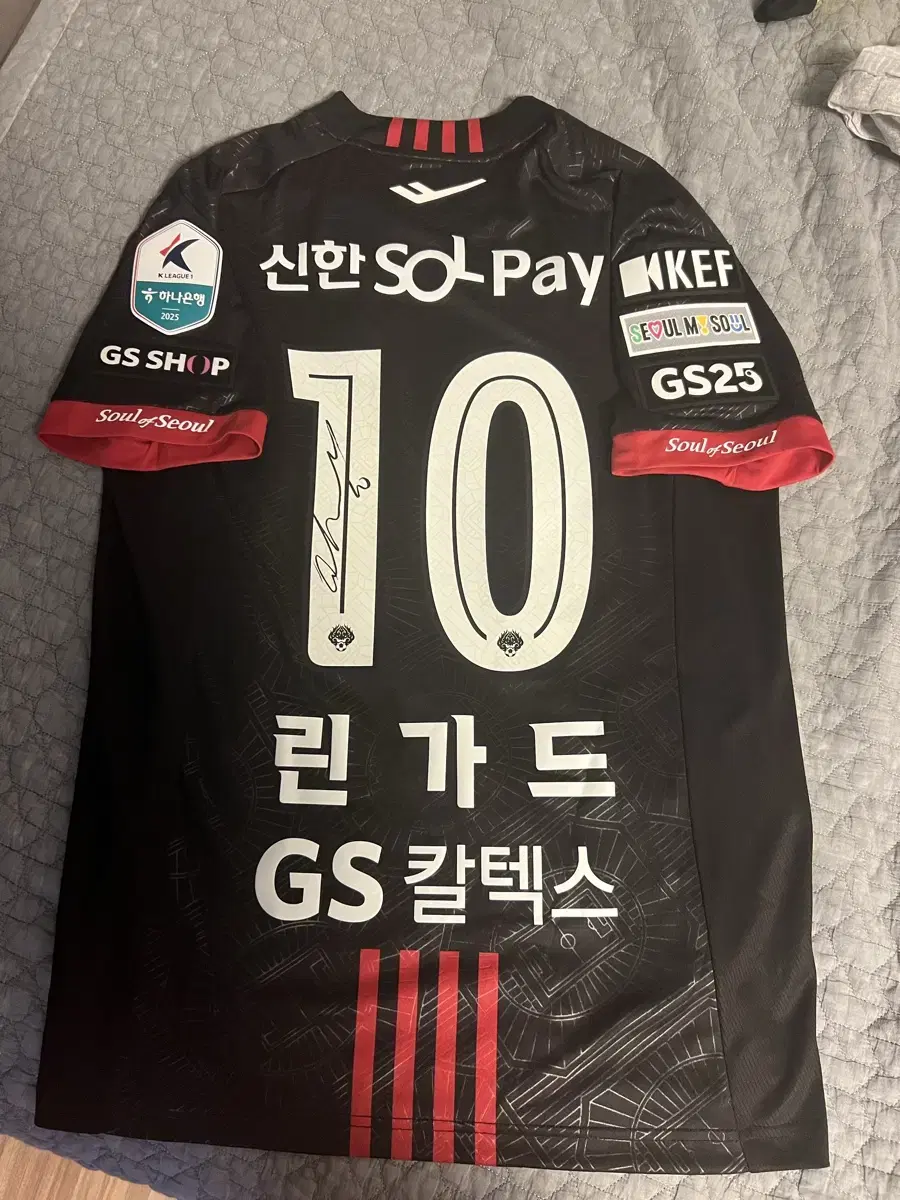 신한 SOL Pay
K LEAGUE 1
하나은행
2025
GS SHOP
Soul of Seoul
KEF
SEOUL MY SOUL
GS25
Soul of Seoul
10
린가드
GS 칼텍스